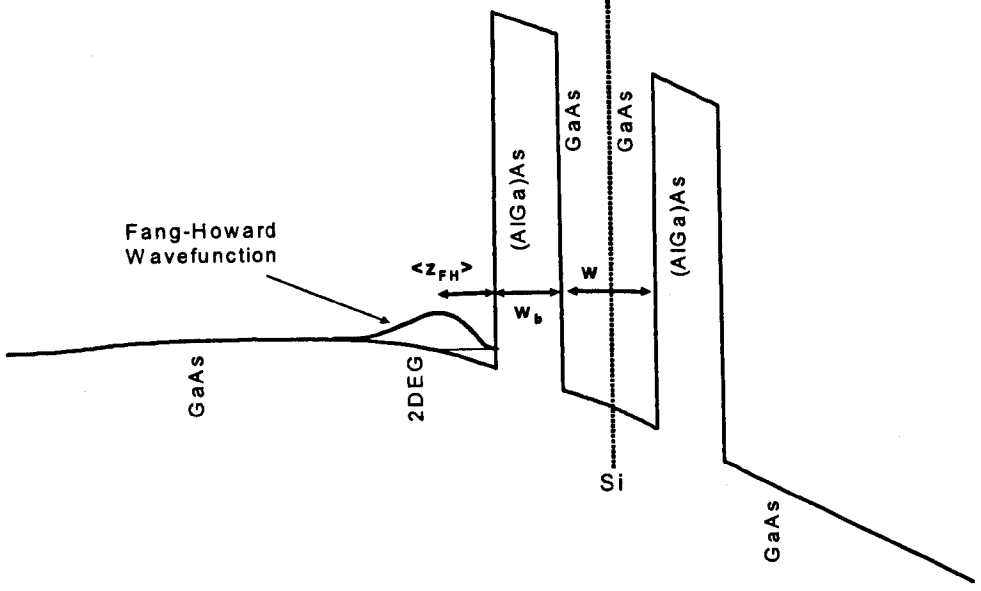 GaAs
GaAs
(AlGa)As
(AlGa)As
Fang-Howard
Wavefunction
<z_FH>
w_b
w
GaAs
2DEG
Si
GaAs